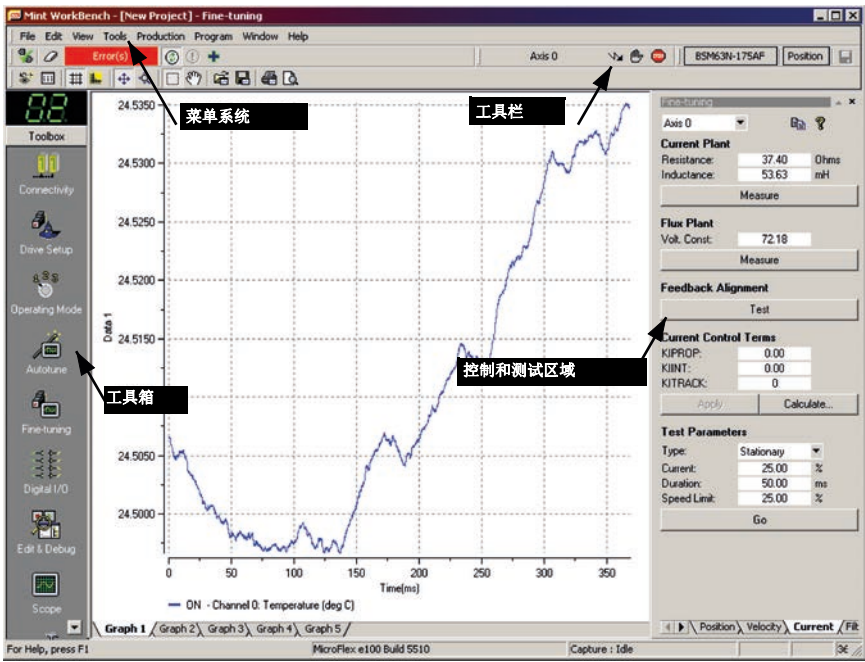 Mint WorkBench - [New Project] - Fine-tuning
File Edit View Tools Production Program Window Help
Error(s)
Axis 0
BSM63N-175AF
Position
菜单系统
工具栏
Toolbox
Connectivity
Drive Setup
Operating Mode
Autotune
工具箱
Fine-tuning
Digital I/O
Edit & Debug
Scope
24.5350
24.5300
24.5250
24.5200
24.5150
24.5050
24.5000
Data 1
0 50 100 150 200 250 300 350
Time(ms)
ON - Channel 0: Temperature (deg C)
Graph 1 Graph 2 Graph 3 Graph 4 Graph 5
控制和测试区域
Fine-tuning
Axis 0
Current Plant
Resistance: 37.40 Ohms
Inductance: 53.63 mH
Measure
Flux Plant
Volt. Const: 72.18
Measure
Feedback Alignment
Test
Current Control Terms
KIPROP: 0.00
KIINT: 0.00
KITRACK: 0
Apply Calculate...
Test Parameters
Type: Stationary
Current: 25.00 %
Duration: 50.00 ms
Speed Limit: 25.00 %
Go
Position Velocity Current Filt
For Help, press F1
MicroFlex e100 Build 5510
Capture : Idle